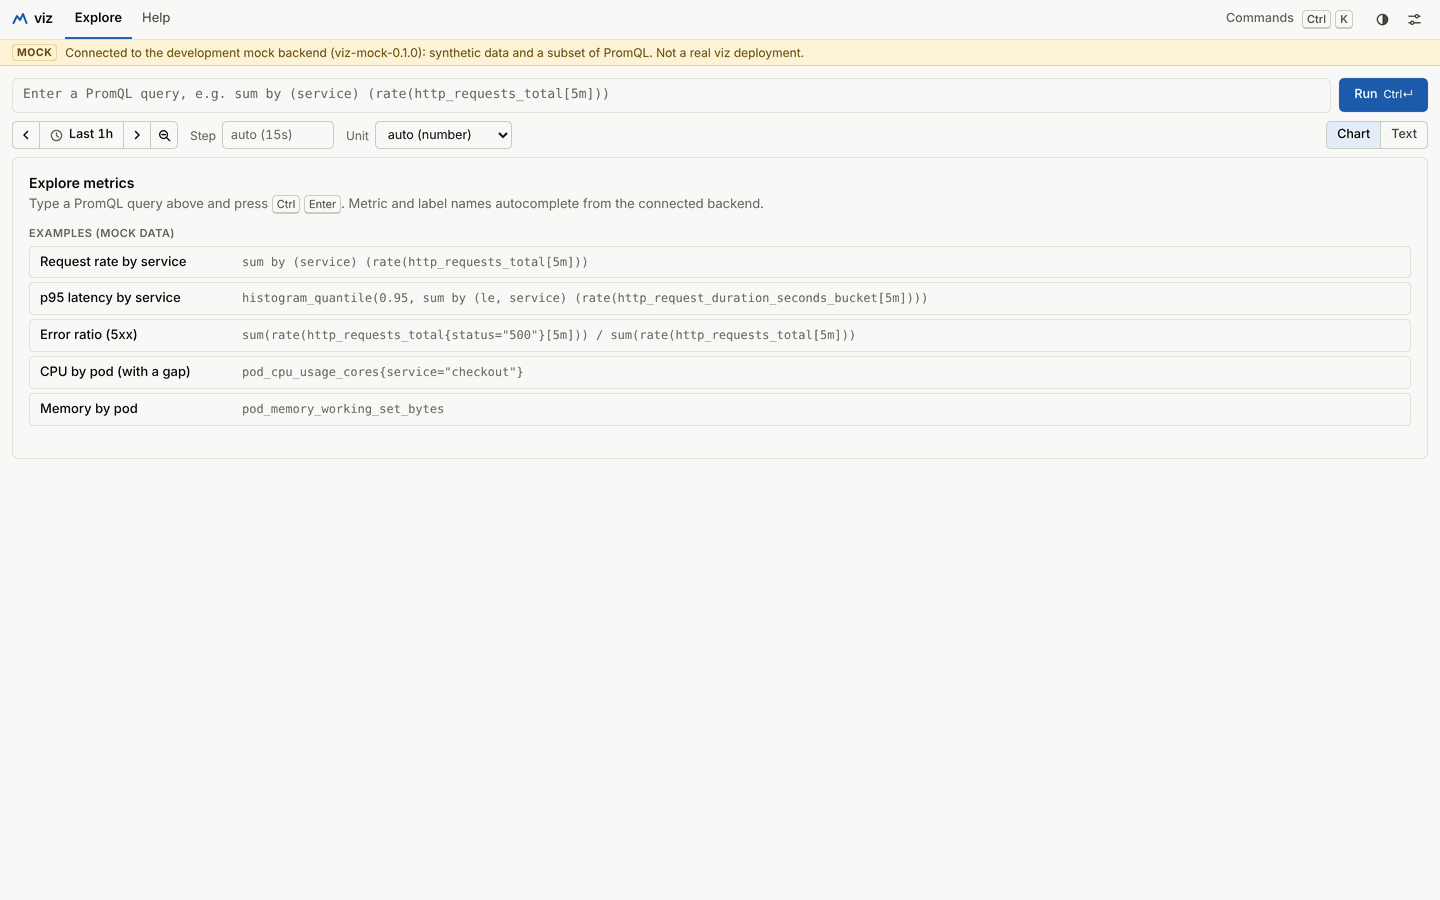 viz Explore Help Commands Ctrl K
MOCK Connected to the development mock backend (viz-mock-0.1.0): synthetic data and a subset of PromQL. Not a real viz deployment.
Enter a PromQL query, e.g. sum by (service) (rate(http_requests_total[5m])) Run Ctrl↵
Last 1h Step auto (15s) Unit auto (number) Chart Text
Explore metrics
Type a PromQL query above and press Ctrl Enter. Metric and label names autocomplete from the connected backend.
EXAMPLES (MOCK DATA)
Request rate by service sum by (service) (rate(http_requests_total[5m]))
p95 latency by service histogram_quantile(0.95, sum by (le, service) (rate(http_request_duration_seconds_bucket[5m])))
Error ratio (5xx) sum(rate(http_requests_total{status="500"}[5m])) / sum(rate(http_requests_total[5m]))
CPU by pod (with a gap) pod_cpu_usage_cores{service="checkout"}
Memory by pod pod_memory_working_set_bytes